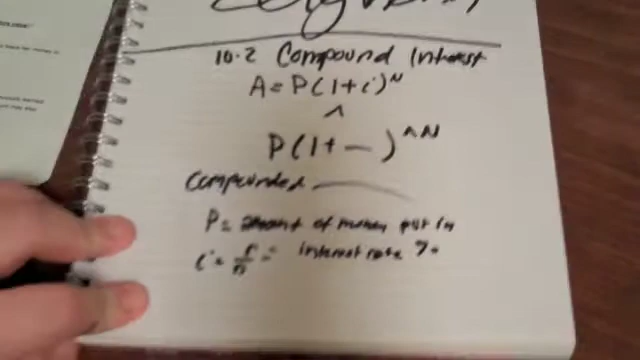 10.2 Compound Interest
A = P(1+i)^N
^
P(1+—)^^N
Compounded
P = amount of money put in
i = r/n = interest rate %